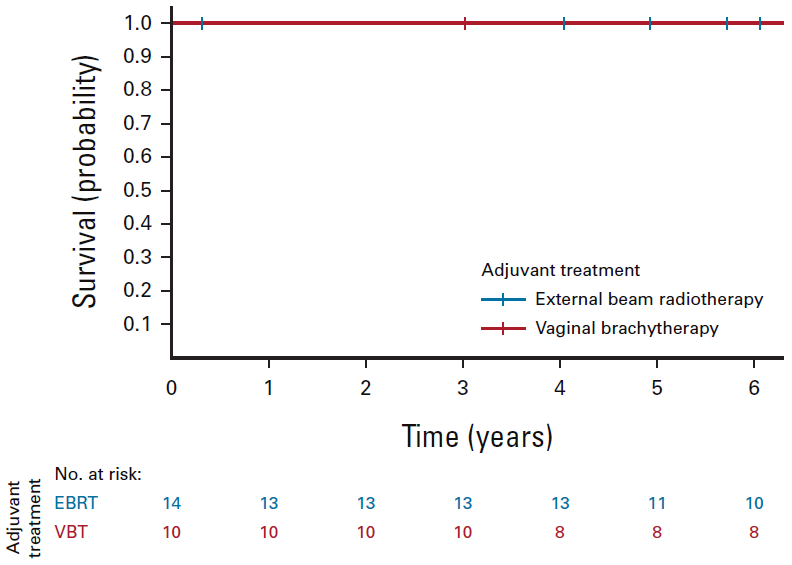 Survival (probability)
1.0
0.9
0.8
0.7
0.6
0.5
0.4
0.3
0.2
0.1
Adjuvant treatment
External beam radiotherapy
Vaginal brachytherapy
0 1 2 3 4 5 6
Time (years)
Adjuvant
treatment
No. at risk:
EBRT 14 13 13 13 13 11 10
VBT 10 10 10 10 8 8 8